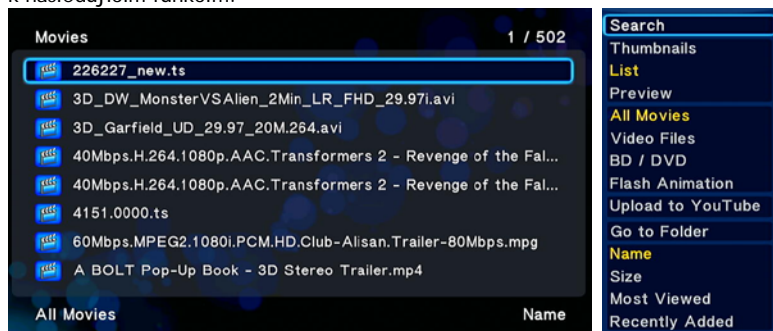 k následujícím funkcím.
Movies 1 / 502
226227_new.ts
3D_DW_MonsterVSAlien_2Min_LR_FHD_29.97i.avi
3D_Garfield_UD_29.97_20M.264.avi
40Mbps.H.264.1080p.AAC.Transformers 2 - Revenge of the Fal...
40Mbps.H.264.1080p.AAC.Transformers 2 - Revenge of the Fal...
4151.0000.ts
60Mbps.MPEG2.1080i.PCM.HD.Club-Alisan.Trailer-80Mbps.mpg
A BOLT Pop-Up Book - 3D Stereo Trailer.mp4
All Movies Name
Search
Thumbnails
List
Preview
All Movies
Video Files
BD / DVD
Flash Animation
Upload to YouTube
Go to Folder
Name
Size
Most Viewed
Recently Added